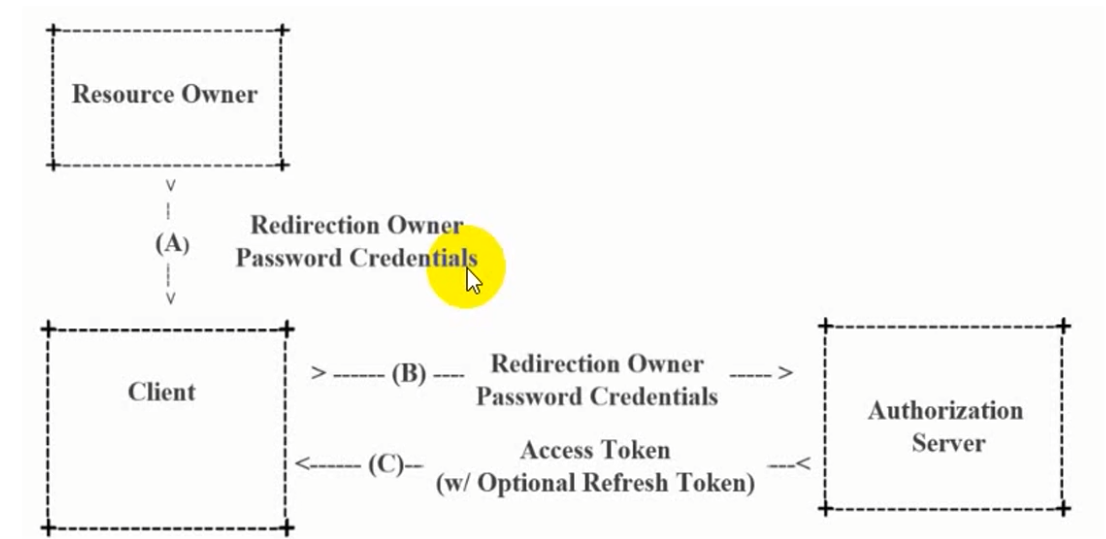 Resource Owner
(A)
Redirection Owner
Password Credentials
Client
> ------ (B) ---- Redirection Owner ----- >
Password Credentials
<------ (C)-- Access Token ---<
(w/ Optional Refresh Token)
Authorization
Server